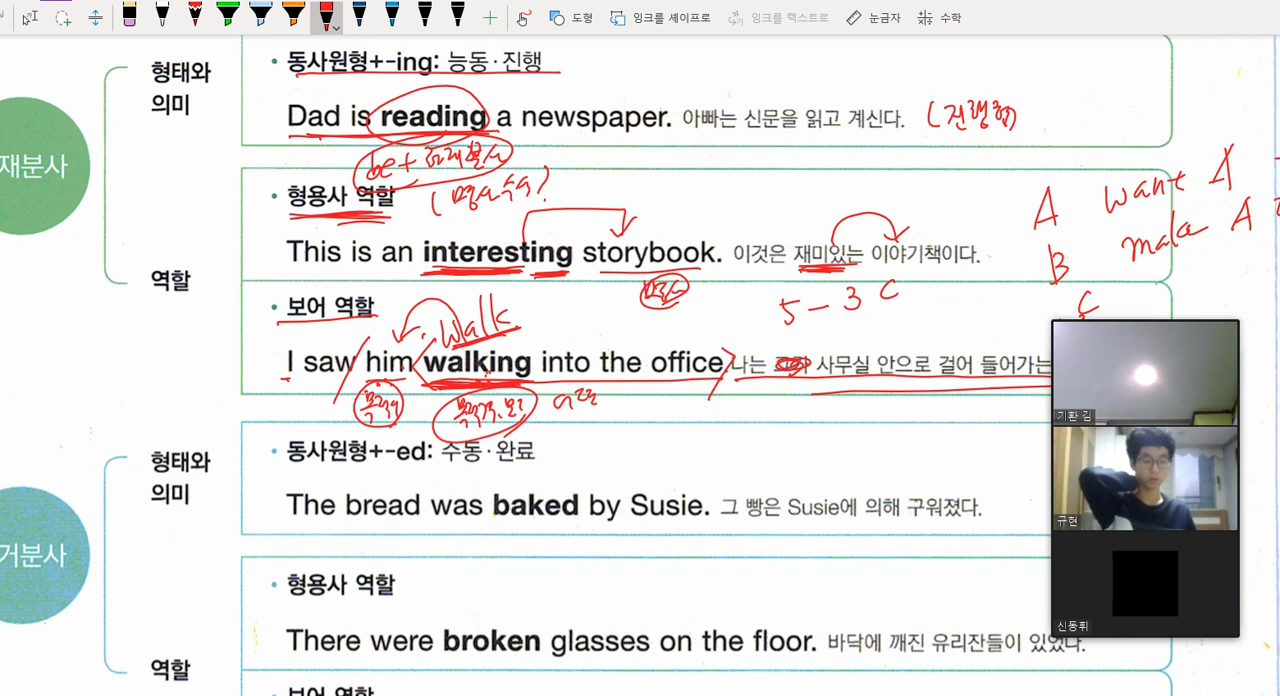 도형 잉크를 셰이프로 잉크를 텍스트로 눈금자 수학
형태와
의미
• 동사원형+-ing: 능동·진행
Dad is reading a newspaper. 아빠는 신문을 읽고 계신다. (진행형)
재분사
be+ 현재분사
역할
• 형용사 역할
(명사 수식)
This is an interesting storybook. 이것은 재미있는 이야기책이다.
5 - 3 C
A want A
B make A
C
• 보어 역할
walk
I saw him walking into the office 나는 사무실 안으로 걸어 들어가는
목적어 목적격.보어
기환 김
규현
신동휘
형태와
의미
• 동사원형+-ed: 수동·완료
The bread was baked by Susie. 그 빵은 Susie에 의해 구워졌다.
거분사
역할
• 형용사 역할
There were broken glasses on the floor. 바닥에 깨진 유리잔들이 있었다.
• 보어 역할